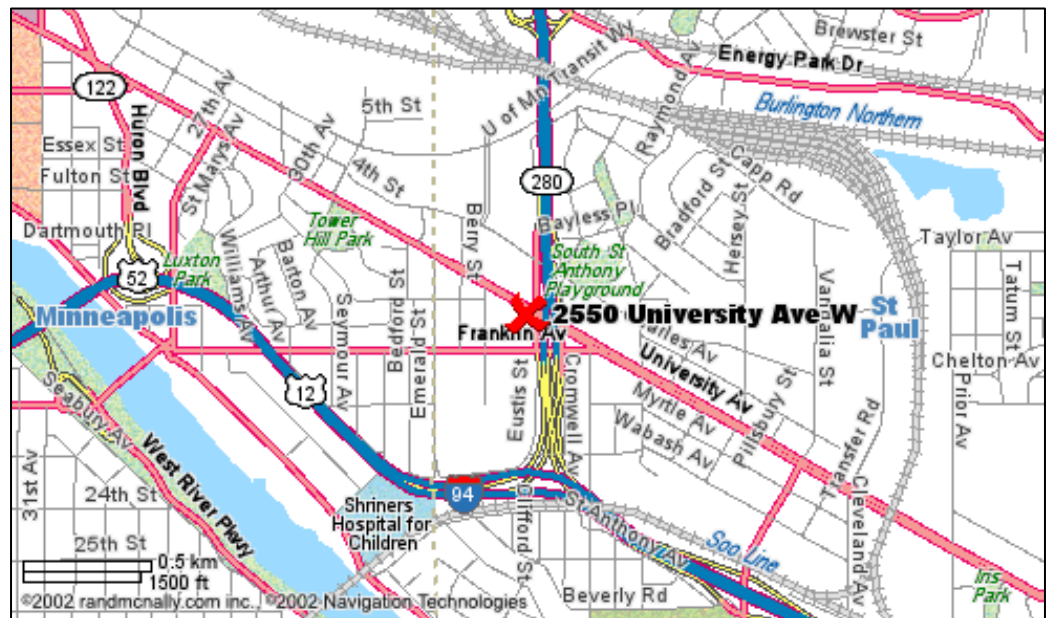 Brewster St
Energy Park Dr
122
Transit Wy
U of Mn
Raymond Av
Burlington Northern
27th Av
5th St
Huron Blvd
St Marys Av
30th Av
4th St
Essex St
Fulton St
280
Capp Rd
Bradford St
Hersey St
Berry St
Bayless Pl
Dartmouth Pl
Tower
Hill Park
Taylor Av
Luxton
Park
52
Williams Av
Arthur Av
Barton Av
South St
Anthony
Playground
Tatum St
Vandalia St
Minneapolis
St
Paul
2550 University Ave W
Franklin Av
Charles Av
University Av
Chelton Av
Seymour Av
Bedford St
Emerald St
Eustis St
Cromwell Av
Myrtle Av
Wabash Av
Pillsbury St
Prior Av
12
Seabury Av
West River Pkwy
31st Av
24th St
25th St
Shriners
Hospital for
Children
94
Clifford St
St Anthony Av
Soo Line
Transfer Rd
Cleveland Av
Beverly Rd
Iris
Park
0.5 km
1500 ft
©2002 randmcnally.com inc., ©2002 Navigation Technologies